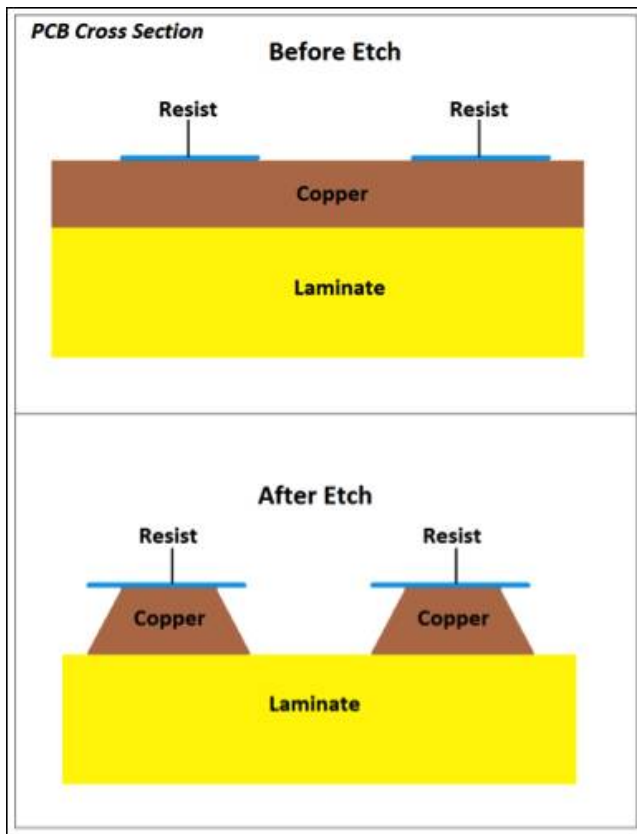 PCB Cross Section
Before Etch
Resist Resist
Copper
Laminate
After Etch
Resist Resist
Copper Copper
Laminate